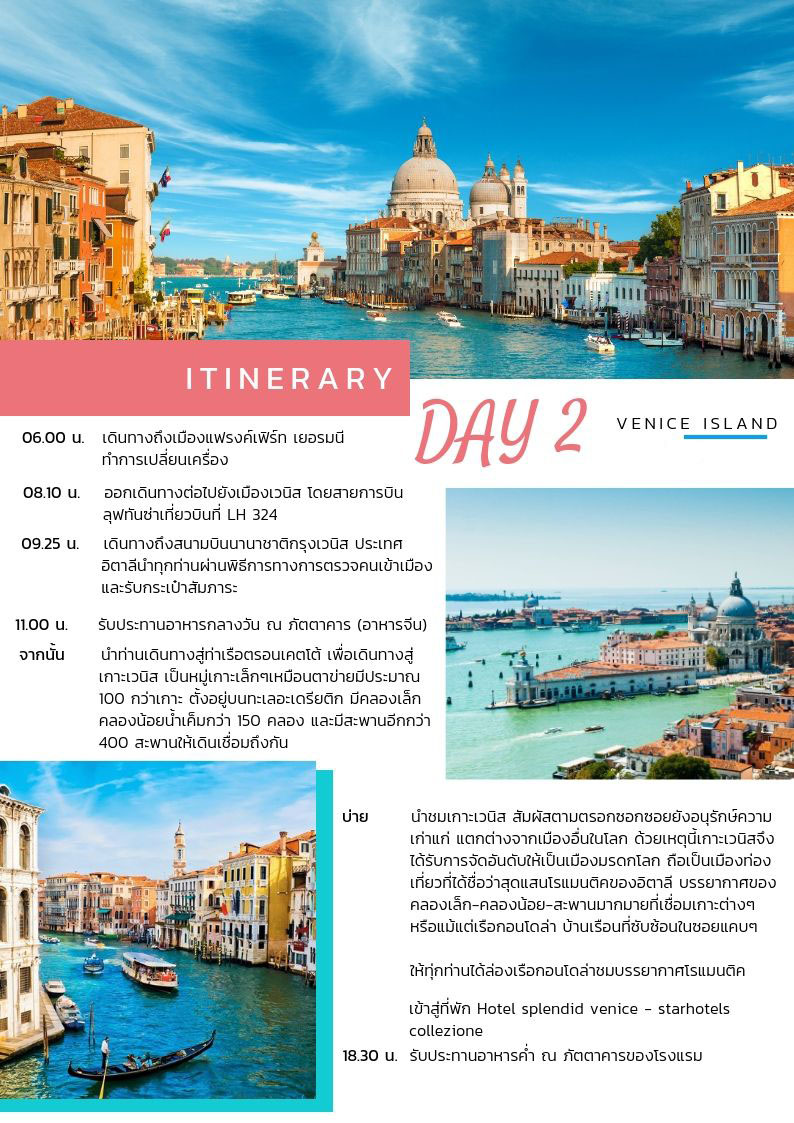 ITINERARY
DAY 2
VENICE ISLAND
06.00 น. เดินทางถึงเมืองแฟรงค์เฟิร์ท เยอรมนี
ทำการเปลี่ยนเครื่อง
08.10 น. ออกเดินทางต่อไปยังเมืองเวนิส โดยสายการบิน
ลุฟทันซ่าเที่ยวบินที่ LH 324
09.25 น. เดินทางถึงสนามบินนานาชาติกรุงเวนิส ประเทศ
อิตาลีนำทุกท่านผ่านพิธีการทางการตรวจคนเข้าเมือง
และรับกระเป๋าสัมภาระ
11.00 น. รับประทานอาหารกลางวัน ณ ภัตตาคาร (อาหารจีน)
จากนั้น นำท่านเดินทางสู่ท่าเรือตรอนเคตโต้ เพื่อเดินทางสู่
เกาะเวนิส เป็นหมู่เกาะเล็กๆเหมือนตาข่ายมีประมาณ
100 กว่าเกาะ ตั้งอยู่บนทะเลอะเดรียติก มีคลองเล็ก
คลองน้อยน้ำเค็มกว่า 150 คลอง และมีสะพานอีกกว่า
400 สะพานให้เดินเชื่อมถึงกัน
บ่าย นำชมเกาะเวนิส สัมผัสตามตรอกซอกซอยยังอนุรักษ์ความ
เก่าแก่ แตกต่างจากเมืองอื่นในโลก ด้วยเหตุนี้เกาะเวนิสจึง
ได้รับการจัดอันดับให้เป็นเมืองมรดกโลก ถือเป็นเมืองท่อง
เที่ยวที่ได้ชื่อว่าสุดแสนโรแมนติคของอิตาลี บรรยากาศของ
คลองเล็ก-คลองน้อย-สะพานมากมายที่เชื่อมเกาะต่างๆ
หรือแม้แต่เรือกอนโดล่า บ้านเรือนที่ซับซ้อนในซอยแคบๆ
ให้ทุกท่านได้ล่องเรือกอนโดล่าชมบรรยากาศโรแมนติค
เข้าสู่ที่พัก Hotel splendid venice - starhotels
collezione
18.30 น. รับประทานอาหารค่ำ ณ ภัตตาคารของโรงแรม